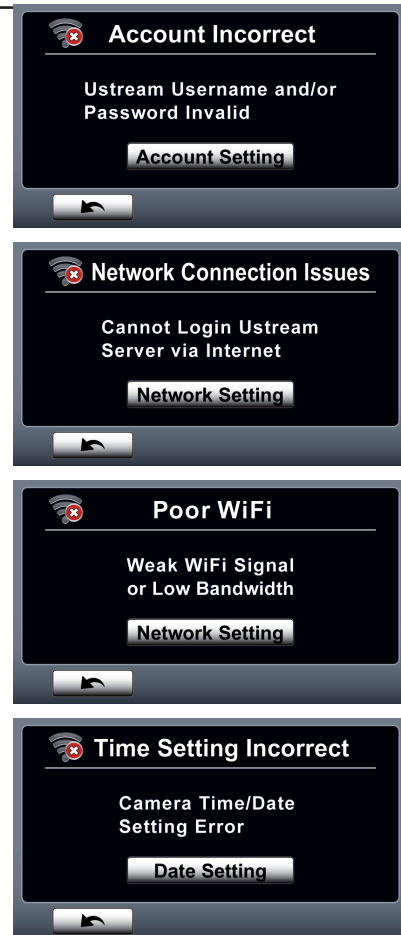 Account Incorrect
Ustream Username and/or
Password Invalid
Account Setting
Network Connection Issues
Cannot Login Ustream
Server via Internet
Network Setting
Poor WiFi
Weak WiFi Signal
or Low Bandwidth
Network Setting
Time Setting Incorrect
Camera Time/Date
Setting Error
Date Setting